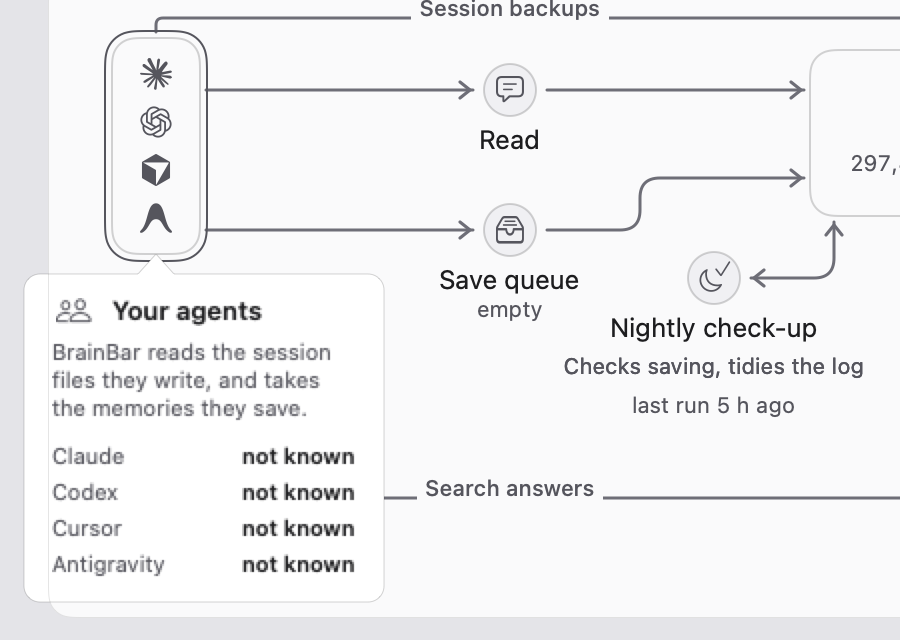 Session backups
Read
297,
Save queue
empty
Nightly check-up
Checks saving, tidies the log
last run 5 h ago
Your agents
BrainBar reads the session
files they write, and takes
the memories they save.
Claude not known
Codex not known
Cursor not known
Antigravity not known
Search answers